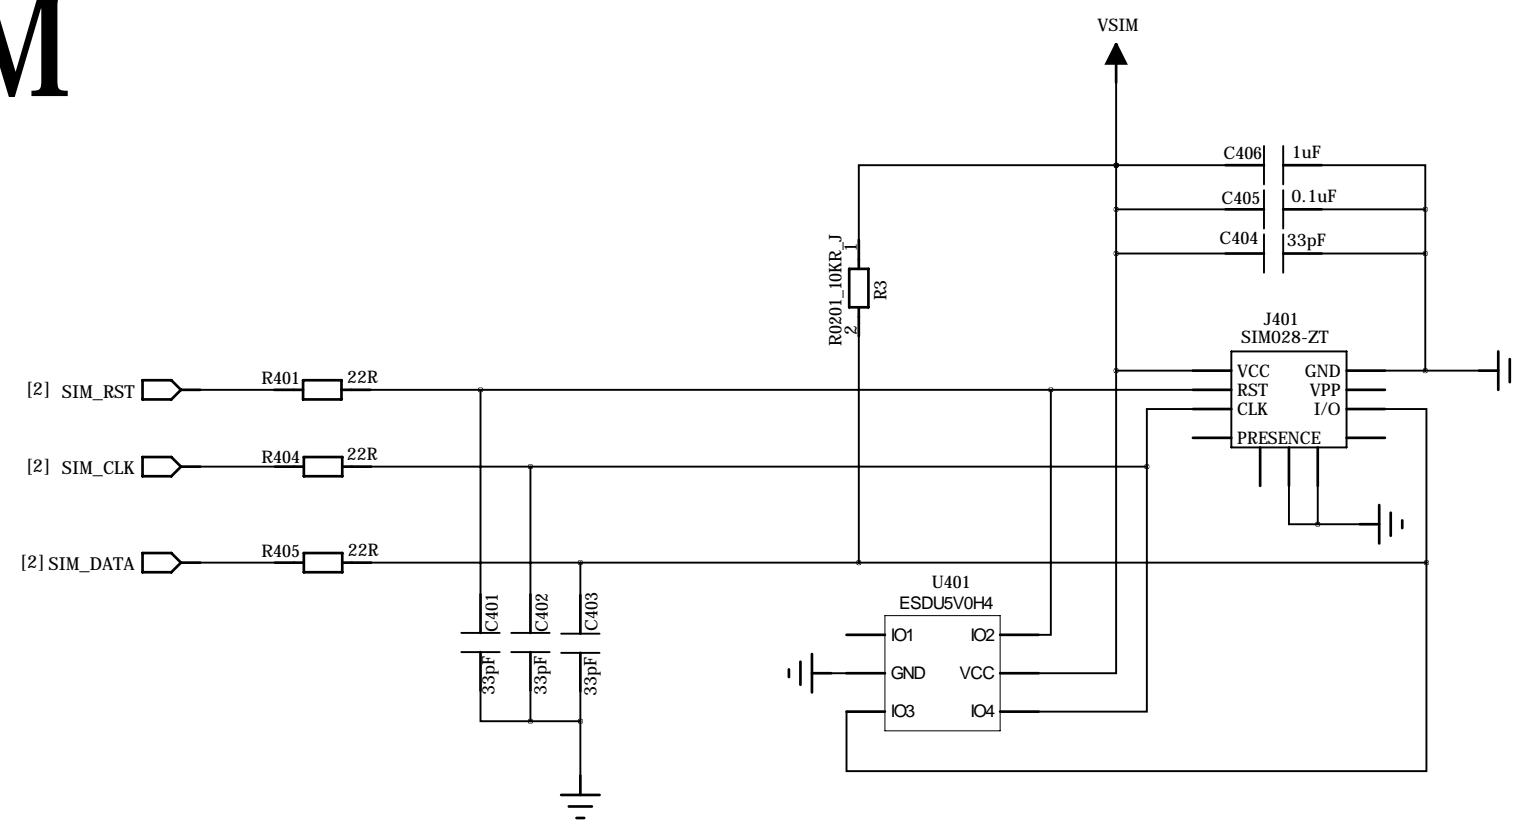 M
VSIM
C406 1uF
C405 0.1uF
C404 33pF
R0201_10KR_J
1
2
R3
J401
SIM028-ZT
VCC GND
RST VPP
CLK I/O
PRESENCE
[2] SIM_RST R401 22R
[2] SIM_CLK R404 22R
[2] SIM_DATA R405 22R
C401 33pF
C402 33pF
C403 33pF
U401
ESDU5V0H4
IO1 IO2
GND VCC
IO3 IO4